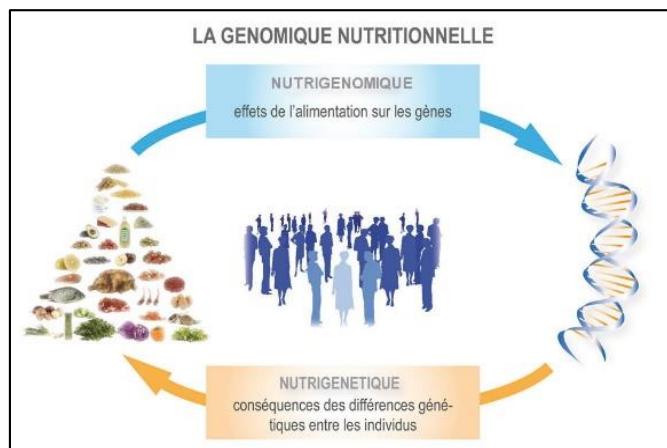 LA GENOMIQUE NUTRITIONNELLE
NUTRIGENOMIQUE
effets de l'alimentation sur les gènes
NUTRIGENETIQUE
conséquences des différences géné-
tiques entre les individus